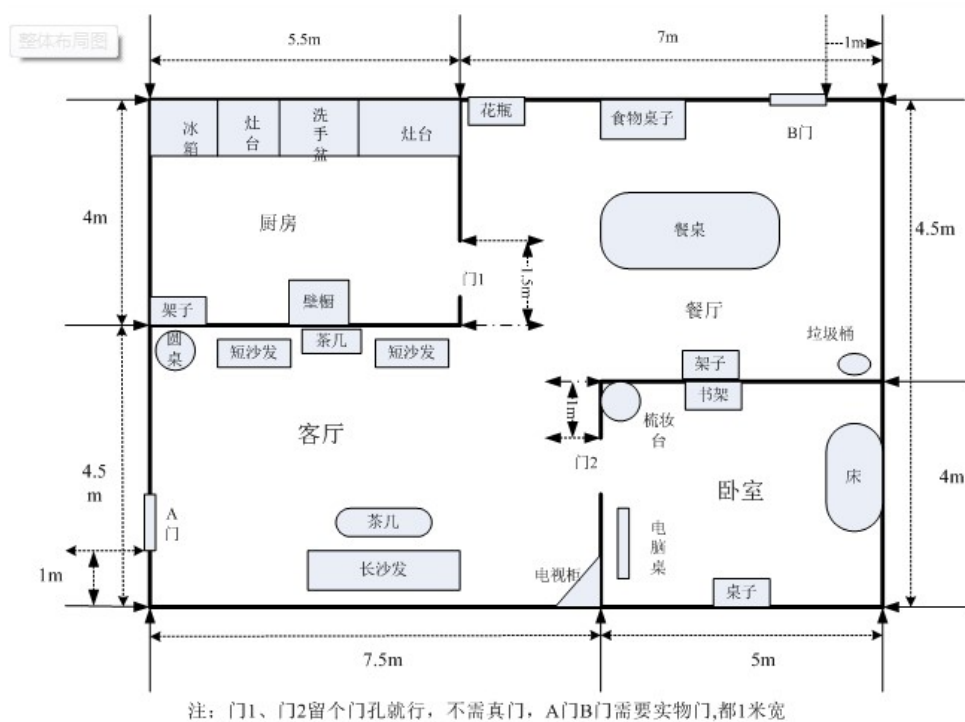 整体布局图
5.5m
7m
1m
冰箱
灶台
洗手盆
灶台
花瓶
食物桌子
B门
4m
厨房
餐桌
4.5m
门1
1.5m
架子
壁橱
餐厅
圆桌
短沙发
茶几
短沙发
架子
垃圾桶
书架
1m
梳妆台
客厅
4.5m
门2
卧室
床
4m
A门
茶几
电脑桌
1m
长沙发
电视柜
桌子
7.5m
5m
注：门1、门2留个门孔就行，不需真门，A门B门需要实物门,都1米宽